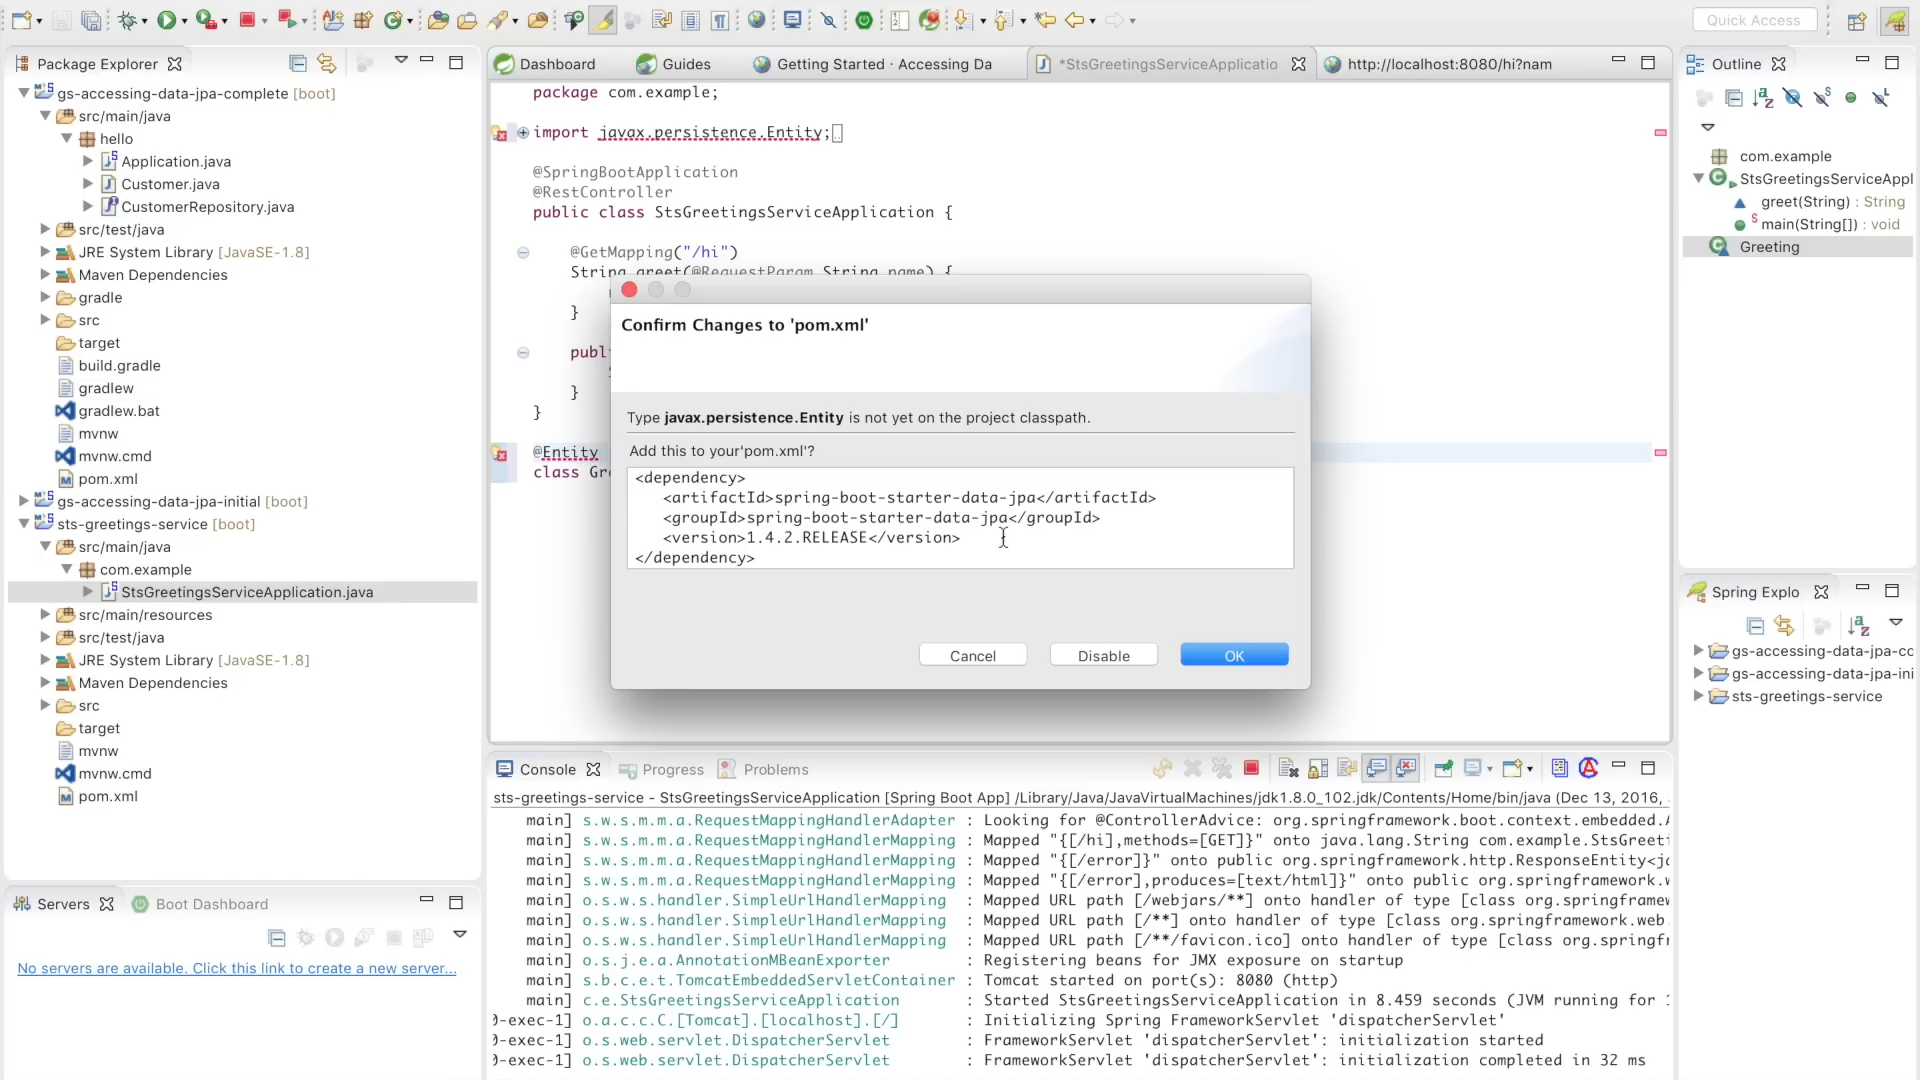 Quick Access
Package Explorer
gs-accessing-data-jpa-complete [boot]
src/main/java
hello
Application.java
Customer.java
CustomerRepository.java
src/test/java
JRE System Library [JavaSE-1.8]
Maven Dependencies
gradle
src
target
build.gradle
gradlew
gradlew.bat
mvnw
mvnw.cmd
pom.xml
gs-accessing-data-jpa-initial [boot]
sts-greetings-service [boot]
src/main/java
com.example
StsGreetingsServiceApplication.java
src/main/resources
src/test/java
JRE System Library [JavaSE-1.8]
Maven Dependencies
src
target
mvnw
mvnw.cmd
pom.xml
Servers
Boot Dashboard
No servers are available. Click this link to create a new server...
Dashboard
Guides
Getting Started · Accessing Da
*StsGreetingsServiceApplicatio
http://localhost:8080/hi?nam
package com.example;
import javax.persistence.Entity;
@SpringBootApplication
@RestController
public class StsGreetingsServiceApplication {
@GetMapping("/hi")
String greet(@RequestParam String name) {
}
publ
}
}
@Entity
class Gr
Confirm Changes to 'pom.xml'
Type javax.persistence.Entity is not yet on the project classpath.
Add this to your'pom.xml'?
<dependency>
<artifactId>spring-boot-starter-data-jpa</artifactId>
<groupId>spring-boot-starter-data-jpa</groupId>
<version>1.4.2.RELEASE</version>
</dependency>
Cancel
Disable
OK
Console
Progress
Problems
sts-greetings-service - StsGreetingsServiceApplication [Spring Boot App] /Library/Java/JavaVirtualMachines/jdk1.8.0_102.jdk/Contents/Home/bin/java (Dec 13, 2016,
main] s.w.s.m.m.a.RequestMappingHandlerAdapter : Looking for @ControllerAdvice: org.springframework.boot.context.embedded.A
main] s.w.s.m.m.a.RequestMappingHandlerMapping : Mapped "{[/hi],methods=[GET]}" onto java.lang.String com.example.StsGreeti
main] s.w.s.m.m.a.RequestMappingHandlerMapping : Mapped "{[/error]}" onto public org.springframework.http.ResponseEntity<jc
main] s.w.s.m.m.a.RequestMappingHandlerMapping : Mapped "{[/error],produces=[text/html]}" onto public org.springframework.w
main] o.s.w.s.handler.SimpleUrlHandlerMapping : Mapped URL path [/webjars/**] onto handler of type [class org.springframew
main] o.s.w.s.handler.SimpleUrlHandlerMapping : Mapped URL path [/**] onto handler of type [class org.springframework.web.
main] o.s.w.s.handler.SimpleUrlHandlerMapping : Mapped URL path [/**/favicon.ico] onto handler of type [class org.springfr
main] o.s.j.e.a.AnnotationMBeanExporter : Registering beans for JMX exposure on startup
main] s.b.c.e.t.TomcatEmbeddedServletContainer : Tomcat started on port(s): 8080 (http)
main] c.e.StsGreetingsServiceApplication : Started StsGreetingsServiceApplication in 8.459 seconds (JVM running for
-exec-1] o.a.c.c.C.[Tomcat].[localhost].[/] : Initializing Spring FrameworkServlet 'dispatcherServlet'
-exec-1] o.s.web.servlet.DispatcherServlet : FrameworkServlet 'dispatcherServlet': initialization started
-exec-1] o.s.web.servlet.DispatcherServlet : FrameworkServlet 'dispatcherServlet': initialization completed in 32 ms
Outline
com.example
StsGreetingsServiceAppl
greet(String) : String
main(String[]) : void
Greeting
Spring Explo
gs-accessing-data-jpa-cc
gs-accessing-data-jpa-ini
sts-greetings-service